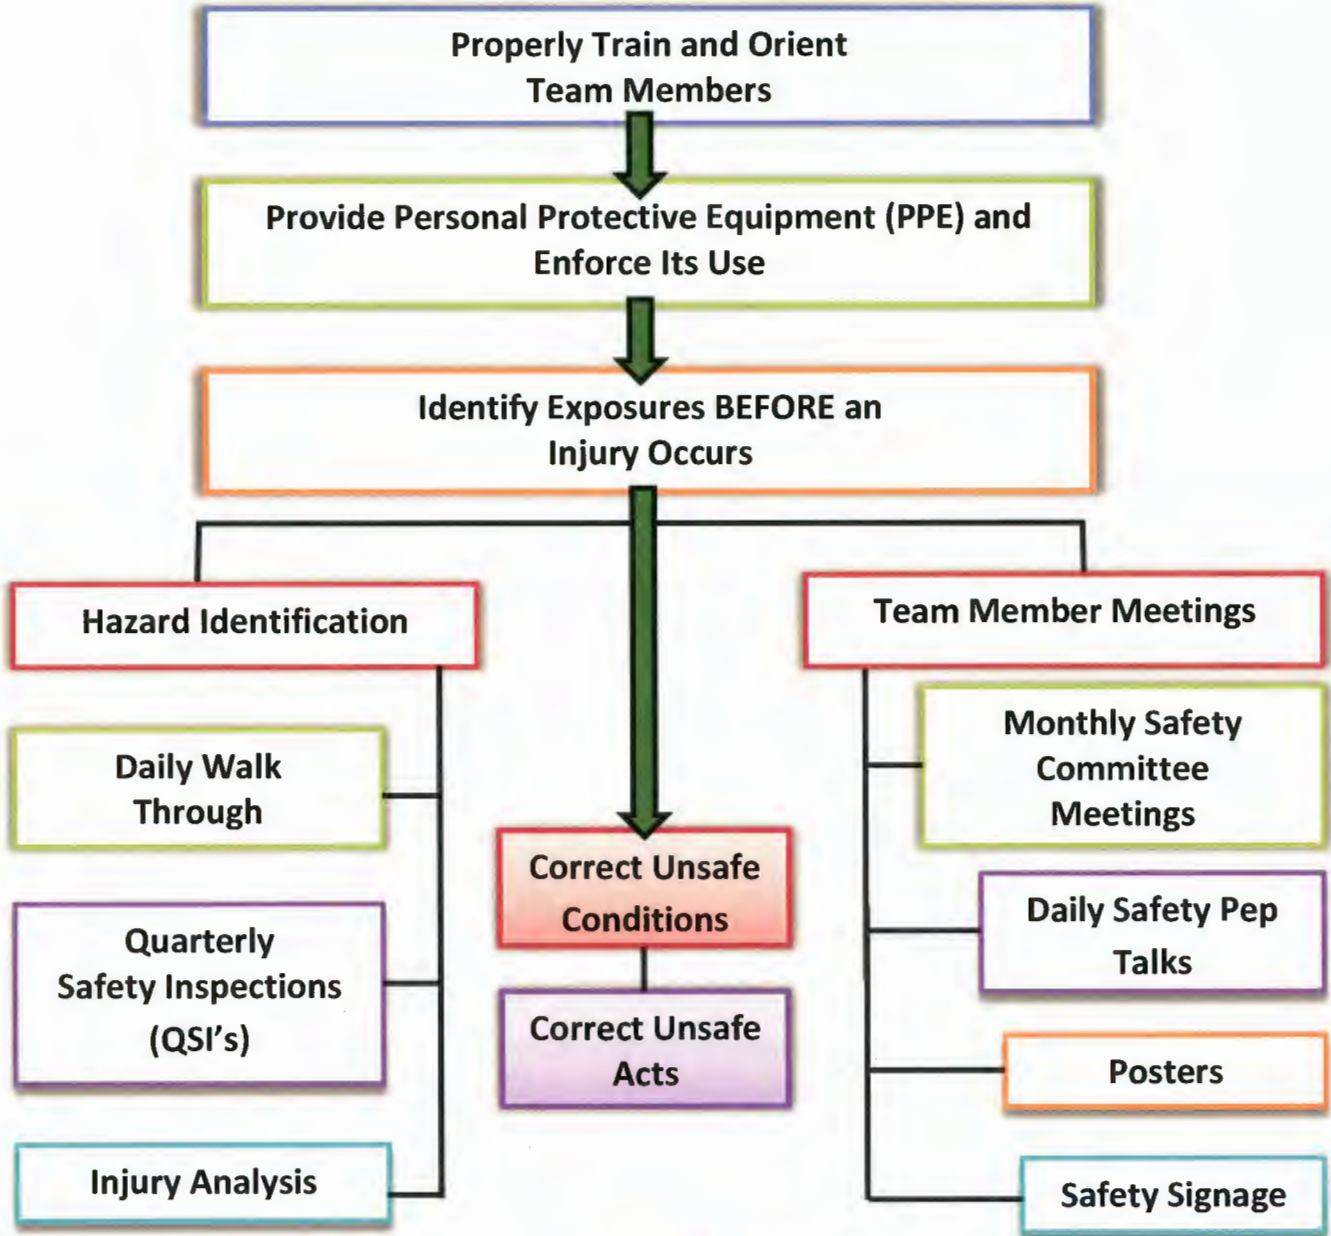 Properly Train and Orient
Team Members
Provide Personal Protective Equipment (PPE) and
Enforce Its Use
Identify Exposures BEFORE an
Injury Occurs
Hazard Identification
Daily Walk
Through
Quarterly
Safety Inspections
(QSI's)
Injury Analysis
Correct Unsafe
Conditions
Correct Unsafe
Acts
Team Member Meetings
Monthly Safety
Committee
Meetings
Daily Safety Pep
Talks
Posters
Safety Signage